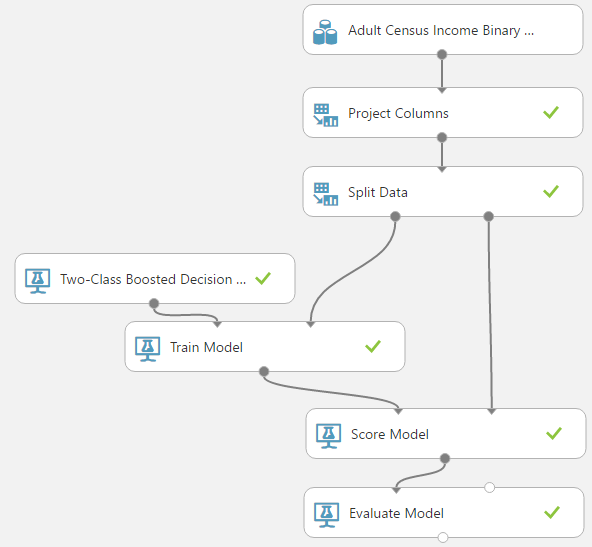 Adult Census Income Binary ...
Project Columns
Split Data
Two-Class Boosted Decision ...
Train Model
Score Model
Evaluate Model